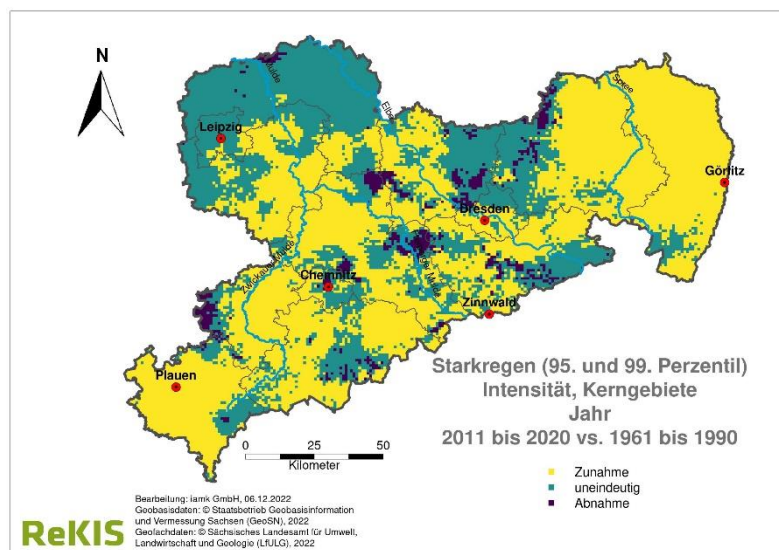 N
Mulde
Elbe
Spree
Leipzig
Görlitz
Dresden
Zwickauer Mulde
Chemnitz
Zinnwald
Plauen
Starkregen (95. und 99. Perzentil)
Intensität, Kerngebiete
Jahr
2011 bis 2020 vs. 1961 bis 1990
0 25 50
Kilometer
Zunahme
uneindeutig
Abnahme
Bearbeitung: iamk GmbH, 06.12.2022
Geobasisdaten: © Staatsbetrieb Geobasisinformation
und Vermessung Sachsen (GeoSN), 2022
Geofachdaten: © Sächsisches Landesamt für Umwelt,
Landwirtschaft und Geologie (LfULG), 2022
ReKIS